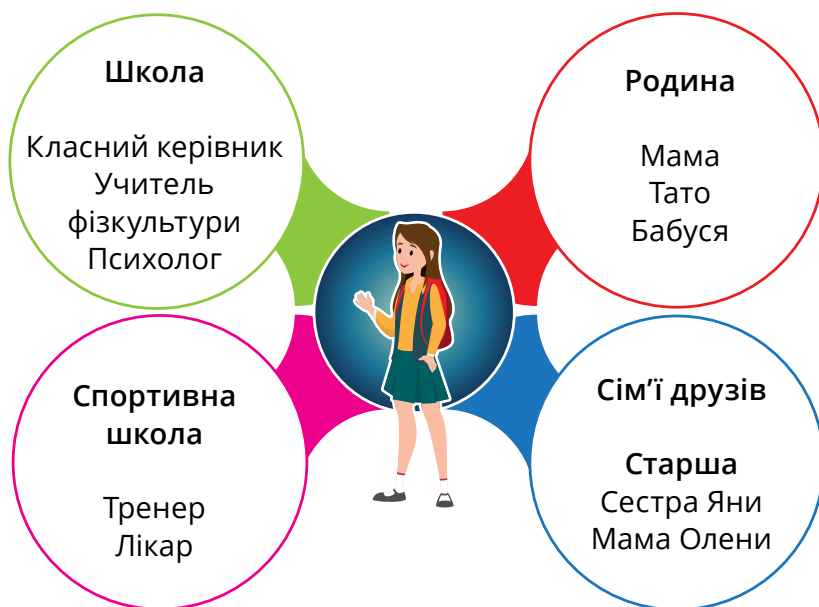 Школа
Класний керівник
Учитель
фізкультури
Психолог
Родина
Мама
Тато
Бабуся
Спортивна
школа
Тренер
Лікар
Сім’ї друзів
Старша
Сестра Яни
Мама Олени